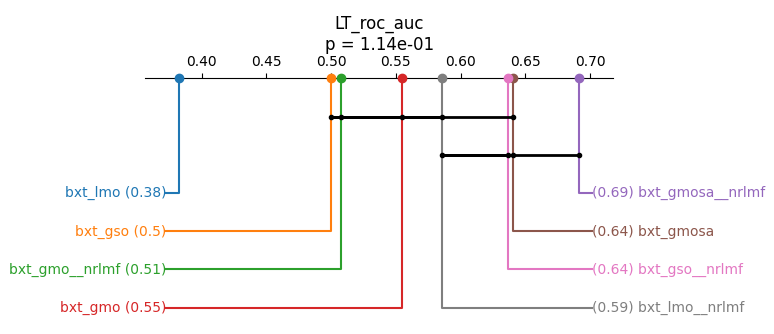 LT_roc_auc
p = 1.14e-01
0.40 0.45 0.50 0.55 0.60 0.65 0.70
bxt_lmo (0.38)
(0.69) bxt_gmosa__nrlmf
bxt_gso (0.5)
(0.64) bxt_gmosa
bxt_gmo__nrlmf (0.51)
(0.64) bxt_gso__nrlmf
bxt_gmo (0.55)
(0.59) bxt_lmo__nrlmf